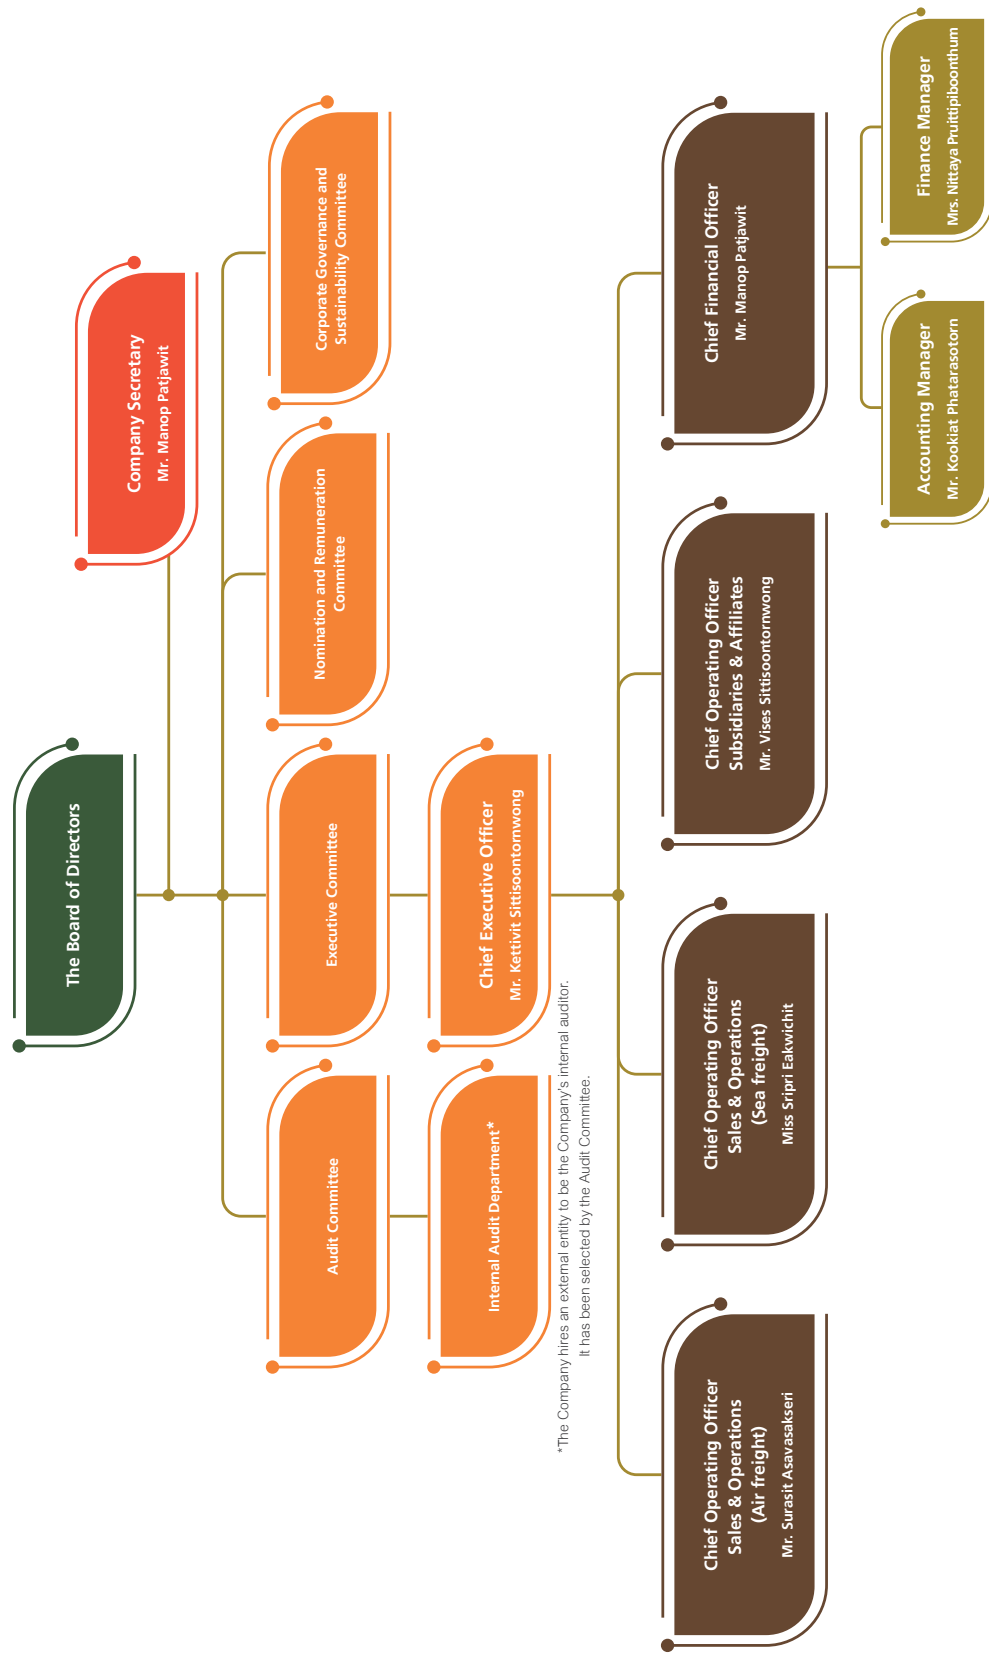 The Board of Directors
Company Secretary
Mr. Manop Patjawit
Audit Committee
Executive Committee
Nomination and Remuneration
Committee
Corporate Governance and
Sustainability Committee
Internal Audit Department*
Chief Executive Officer
Mr. Kettivit Sittisoontornwong
*The Company hires an external entity to be the Company's internal auditor.
It has been selected by the Audit Committee.
Chief Operating Officer
Sales & Operations
(Air freight)
Mr. Surasit Asavasakseri
Chief Operating Officer
Sales & Operations
(Sea freight)
Miss Sripri Eakwichit
Chief Operating Officer
Subsidiaries & Affiliates
Mr. Vises Sittisoontornwong
Chief Financial Officer
Mr. Manop Patjawit
Accounting Manager
Mr. Kookiat Phatarasotorn
Finance Manager
Mrs. Nittaya Pruittipiboonthum